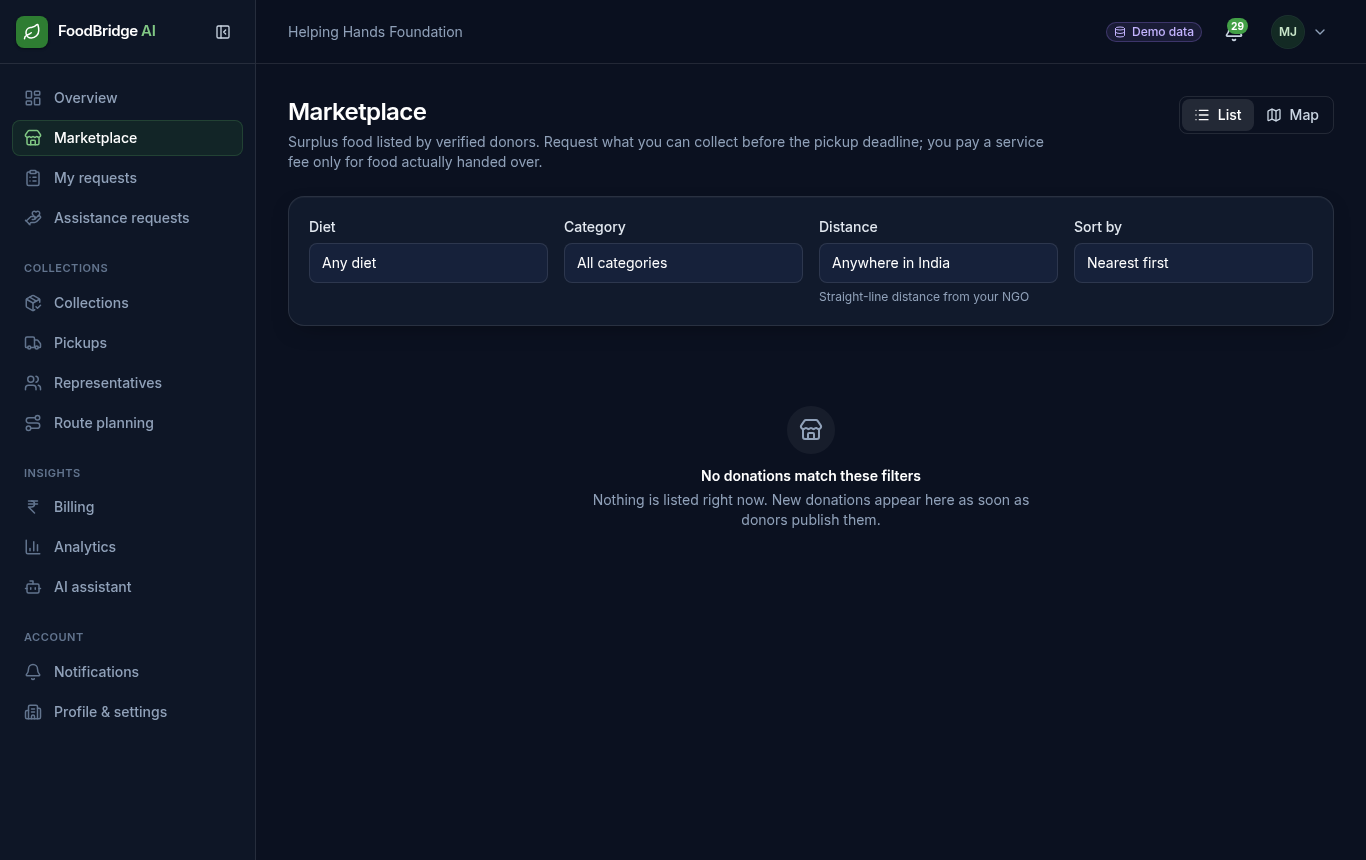 FoodBridge AI
Helping Hands Foundation
Demo data
29
MJ
Overview
Marketplace
My requests
Assistance requests
COLLECTIONS
Collections
Pickups
Representatives
Route planning
INSIGHTS
Billing
Analytics
AI assistant
ACCOUNT
Notifications
Profile & settings
Marketplace
Surplus food listed by verified donors. Request what you can collect before the pickup deadline; you pay a service
fee only for food actually handed over.
List
Map
Diet
Category
Distance
Sort by
Any diet
All categories
Anywhere in India
Nearest first
Straight-line distance from your NGO
No donations match these filters
Nothing is listed right now. New donations appear here as soon as
donors publish them.